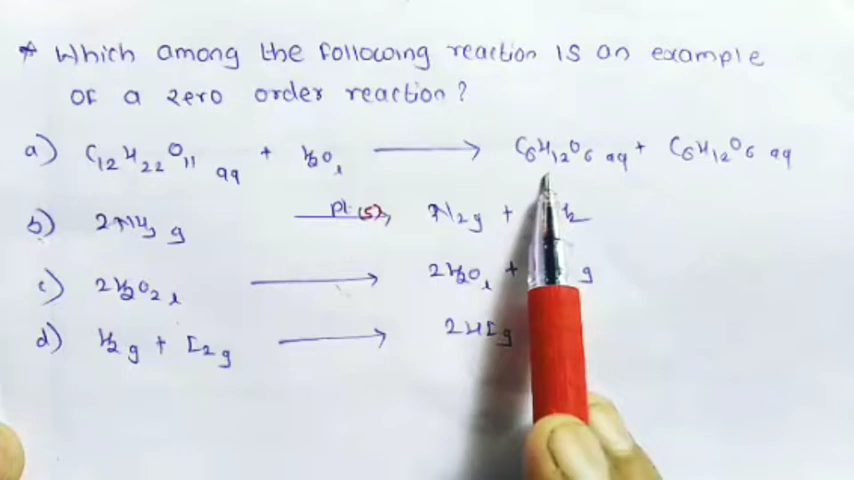 * Which among the following reaction is an example
of a zero order reaction?
a) C12H22O11 aq + H2O l ⟶ C6H12O6 aq + C6H12O6 aq
b) 2NH3 g Pt (s) ⟶ N2 g + H2
c) 2H2O2 l ⟶ 2H2O l + g
d) H2 g + I2 g ⟶ 2HI g